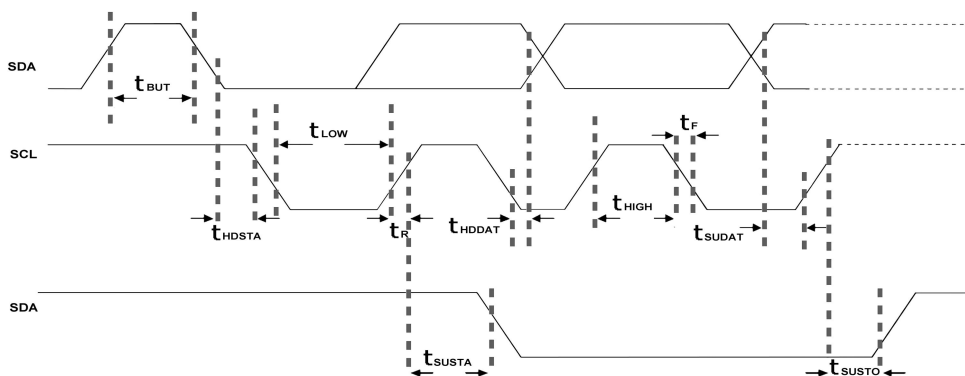 SDA
tBUT
tLOW
tF
SCL
tHDSTA
tR
tHDDAT
tHIGH
tSUDAT
SDA
tSUSTA
tSUSTO